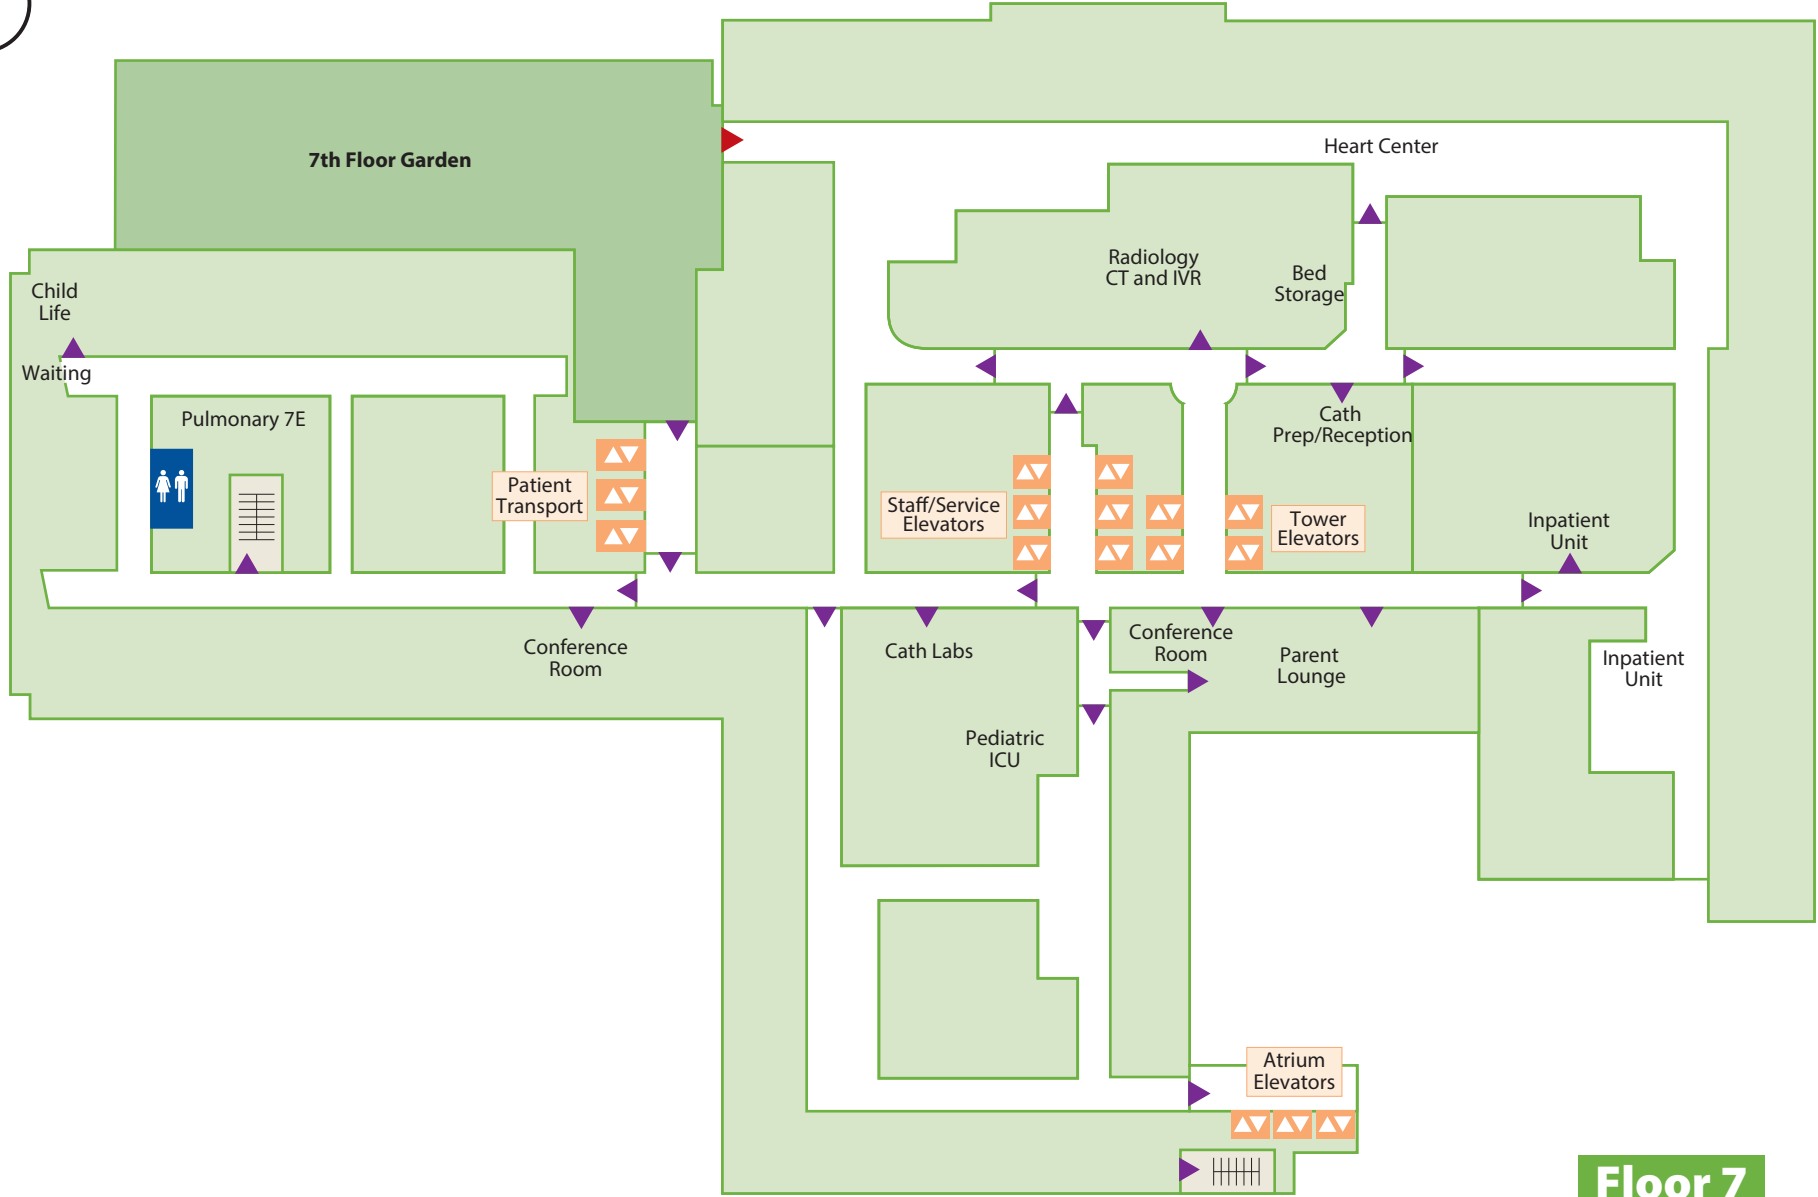 Heart Center
7th Floor Garden
Radiology
CT and IVR
Bed
Storage
Child
Life
Waiting
Pulmonary 7E
Cath
Prep/Reception
Patient
Transport
Staff/Service
Elevators
Tower
Elevators
Inpatient
Unit
Conference
Room
Cath Labs
Conference
Room
Parent
Lounge
Inpatient
Unit
Pediatric
ICU
Atrium
Elevators
Floor 7